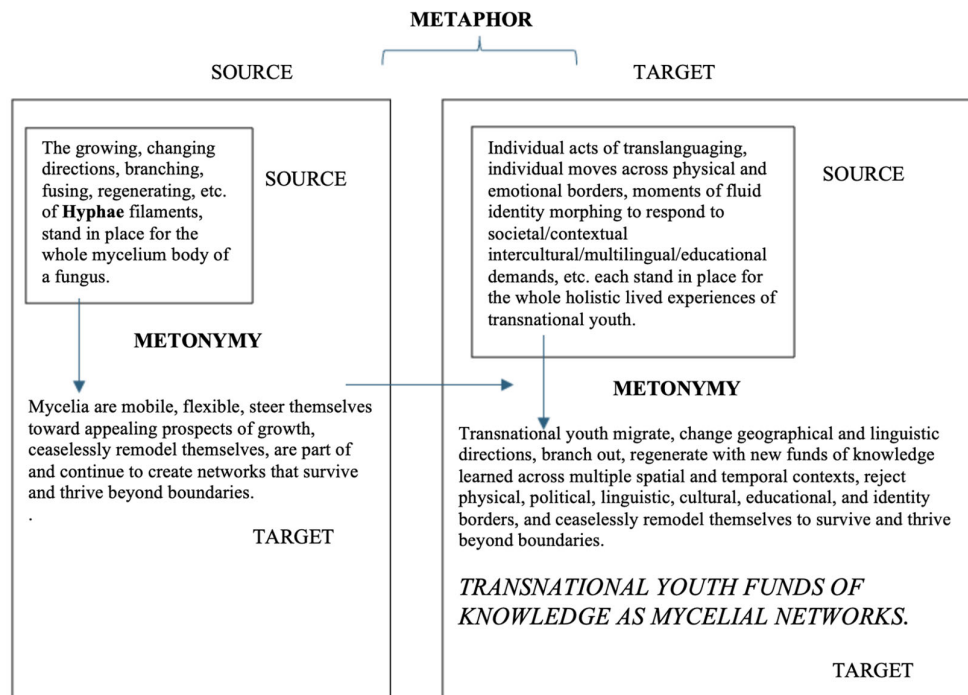 METAPHOR
SOURCE
TARGET
The growing, changing
directions, branching,
fusing, regenerating, etc.
of Hyphae filaments,
stand in place for the
whole mycelium body of
a fungus.
SOURCE
METONYMY
Mycelia are mobile, flexible, steer themselves
toward appealing prospects of growth,
ceaselessly remodel themselves, are part of
and continue to create networks that survive
and thrive beyond boundaries.
.
TARGET
Individual acts of translanguaging,
individual moves across physical and
emotional borders, moments of fluid
identity morphing to respond to
societal/contextual
intercultural/multilingual/educational
demands, etc. each stand in place for
the whole holistic lived experiences of
transnational youth.
SOURCE
METONYMY
Transnational youth migrate, change geographical and linguistic
directions, branch out, regenerate with new funds of knowledge
learned across multiple spatial and temporal contexts, reject
physical, political, linguistic, cultural, educational, and identity
borders, and ceaselessly remodel themselves to survive and thrive
beyond boundaries.
TRANSNATIONAL YOUTH FUNDS OF
KNOWLEDGE AS MYCELIAL NETWORKS.
TARGET